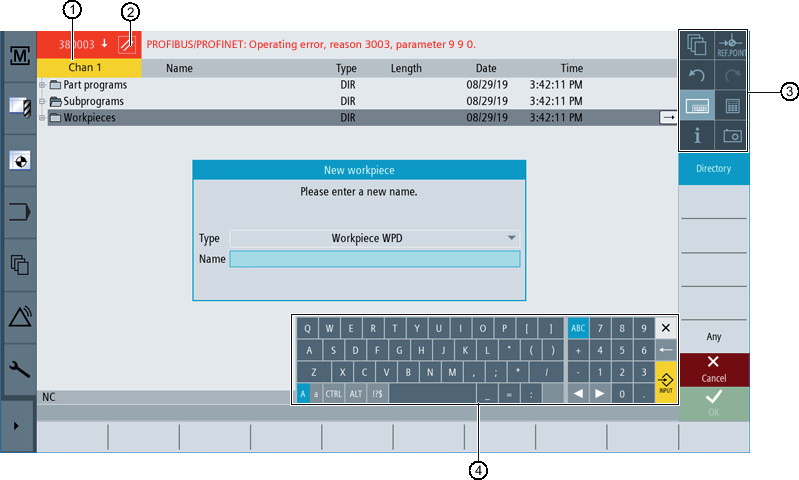 1
2
380003 PROFIBUS/PROFINET: Operating error, reason 3003, parameter 9 9 0.
REF.POINT
M
Chan 1 Name Type Length Date Time
Part programs DIR 08/29/19 3:42:11 PM
Subprograms DIR 08/29/19 3:42:11 PM
Workpieces DIR 08/29/19 3:42:11 PM
3
i
New workpiece
Please enter a new name.
Directory
Type Workpiece WPD
Name
Q W E R T Y U I O P [ ] ABC 7 8 9
Any
A S D F G H J K L " ( ) + 4 5 6
Z X C V B N M , ; * / - 1 2 3
Cancel
A a CTRL ALT !?$ _ = : 0 . INPUT
NC
OK
4